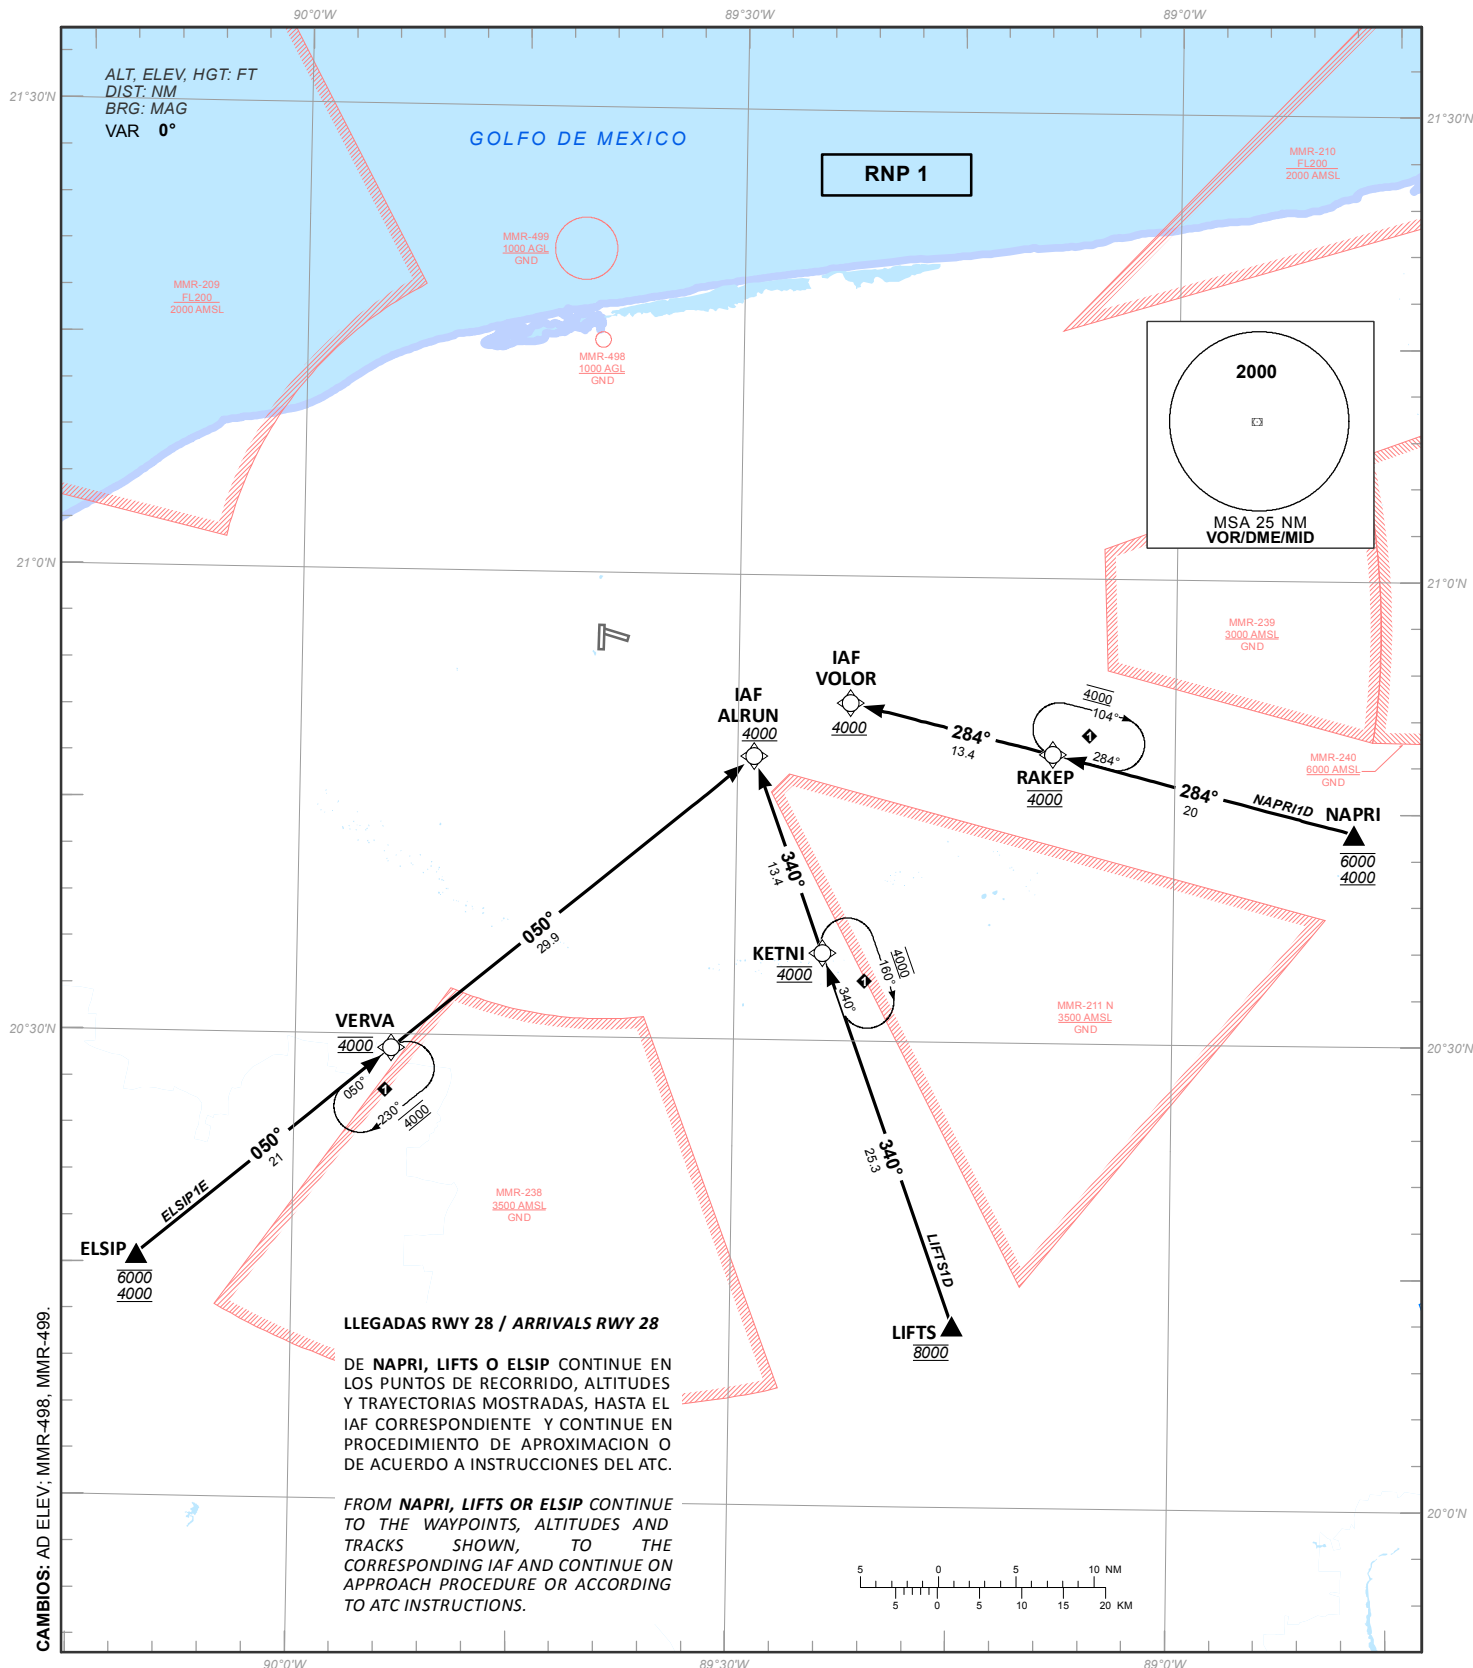 90°0'W
89°30'W
89°0'W
ALT, ELEV, HGT: FT
DIST: NM
BRG: MAG
VAR 0°
21°30'N
21°30'N
GOLFO DE MEXICO
RNP 1
MMR-210
FL200
2000 AMSL
MMR-499
1000 AGL
GND
MMR-209
FL200
2000 AMSL
MMR-498
1000 AGL
GND
2000
MSA 25 NM
VOR/DME/MID
21°0'N
21°0'N
MMR-239
3000 AMSL
GND
IAF
VOLOR
4000
IAF
ALRUN
4000
284°
13.4
4000
104°
1
284°
RAKEP
4000
MMR-240
6000 AMSL
GND
284°
20
NAPRI1D
NAPRI
6000
4000
340°
13.4
050°
29.9
KETNI
4000
4000
160°
1
340°
MMR-211 N
3500 AMSL
GND
VERVA
4000
20°30'N
20°30'N
050°
1
230°
4000
050°
21
340°
25.3
MMR-238
3500 AMSL
GND
ELSIP1E
ELSIP
6000
4000
LIFTS1D
LIFTS
8000
LLEGADAS RWY 28 / ARRIVALS RWY 28
DE NAPRI, LIFTS O ELSIP CONTINUE EN
LOS PUNTOS DE RECORRIDO, ALTITUDES
Y TRAYECTORIAS MOSTRADAS, HASTA EL
IAF CORRESPONDIENTE Y CONTINUE EN
PROCEDIMIENTO DE APROXIMACION O
DE ACUERDO A INSTRUCCIONES DEL ATC.
FROM NAPRI, LIFTS OR ELSIP CONTINUE
TO THE WAYPOINTS, ALTITUDES AND
TRACKS SHOWN, TO THE
CORRESPONDING IAF AND CONTINUE ON
APPROACH PROCEDURE OR ACCORDING
TO ATC INSTRUCTIONS.
20°0'N
5 0 5 10 NM
5 0 5 10 15 20 KM
CAMBIOS: AD ELEV; MMR-498, MMR-499.
90°0'W
89°30'W
89°0'W